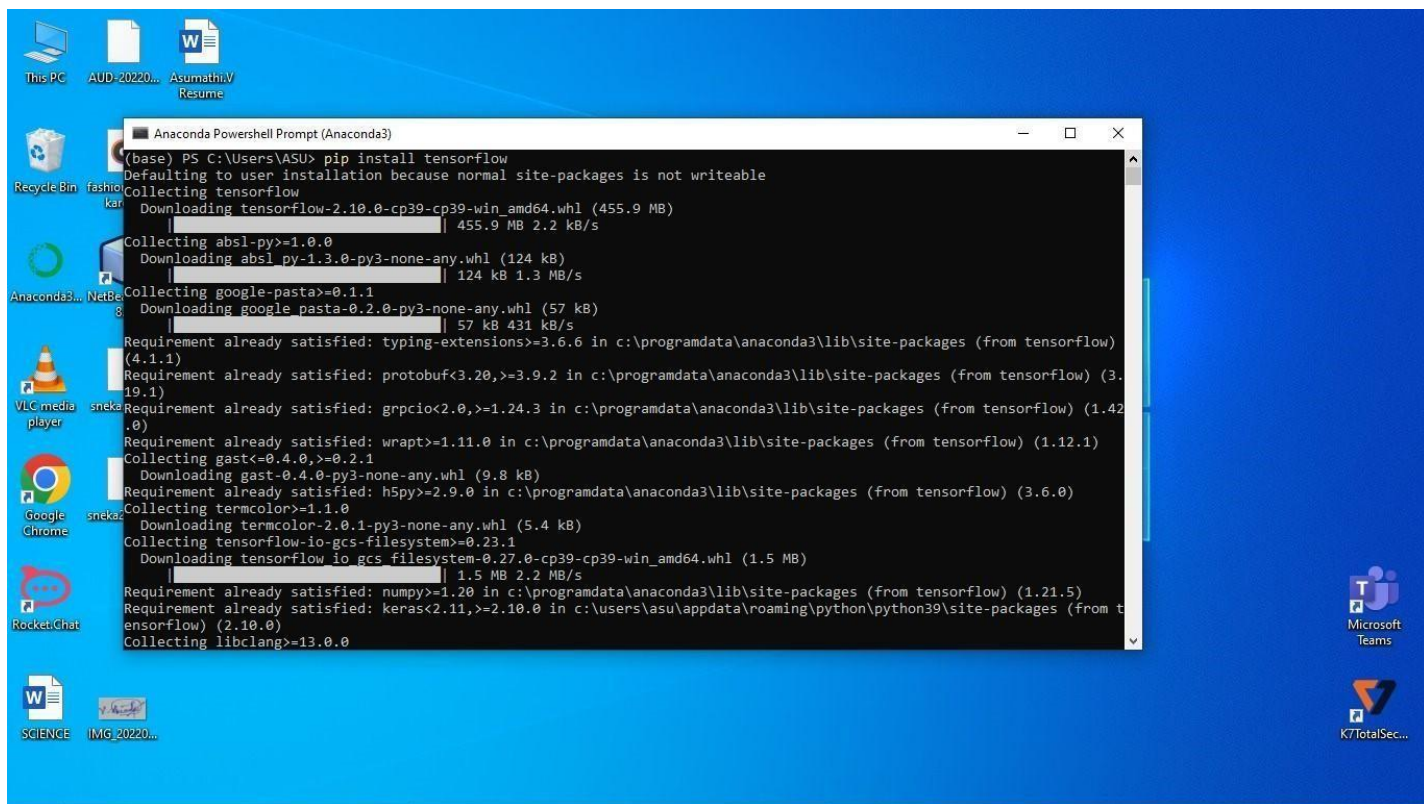 This PC
AUD-20220...
Asumathi.V
Resume
Anaconda Powershell Prompt (Anaconda3)
(base) PS C:\Users\ASU> pip install tensorflow
Defaulting to user installation because normal site-packages is not writeable
Collecting tensorflow
Downloading tensorflow-2.10.0-cp39-cp39-win_amd64.whl (455.9 MB)
| 455.9 MB 2.2 kB/s
Collecting absl-py>=1.0.0
Downloading absl_py-1.3.0-py3-none-any.whl (124 kB)
| 124 kB 1.3 MB/s
Collecting google-pasta>=0.1.1
Downloading google_pasta-0.2.0-py3-none-any.whl (57 kB)
| 57 kB 431 kB/s
Requirement already satisfied: typing-extensions>=3.6.6 in c:\programdata\anaconda3\lib\site-packages (from tensorflow)
(4.1.1)
Requirement already satisfied: protobuf<3.20,>=3.9.2 in c:\programdata\anaconda3\lib\site-packages (from tensorflow) (3.
19.1)
Requirement already satisfied: grpcio<2.0,>=1.24.3 in c:\programdata\anaconda3\lib\site-packages (from tensorflow) (1.42
.0)
Requirement already satisfied: wrapt>=1.11.0 in c:\programdata\anaconda3\lib\site-packages (from tensorflow) (1.12.1)
Collecting gast<=0.4.0,>=0.2.1
Downloading gast-0.4.0-py3-none-any.whl (9.8 kB)
Requirement already satisfied: h5py>=2.9.0 in c:\programdata\anaconda3\lib\site-packages (from tensorflow) (3.6.0)
Collecting termcolor>=1.1.0
Downloading termcolor-2.0.1-py3-none-any.whl (5.4 kB)
Collecting tensorflow-io-gcs-filesystem>=0.23.1
Downloading tensorflow_io_gcs_filesystem-0.27.0-cp39-cp39-win_amd64.whl (1.5 MB)
| 1.5 MB 2.2 MB/s
Requirement already satisfied: numpy>=1.20 in c:\programdata\anaconda3\lib\site-packages (from tensorflow) (1.21.5)
Requirement already satisfied: keras<2.11,>=2.10.0 in c:\users\asu\appdata\roaming\python\python39\site-packages (from t
ensorflow) (2.10.0)
Collecting libclang>=13.0.0
Recycle Bin
fashio
kar
Anaconda3...
NetBe
8
VLC media
player
sneka
Google
Chrome
sneka2
Rocket.Chat
SCIENCE
IMG_20220...
Microsoft
Teams
K7TotalSec...